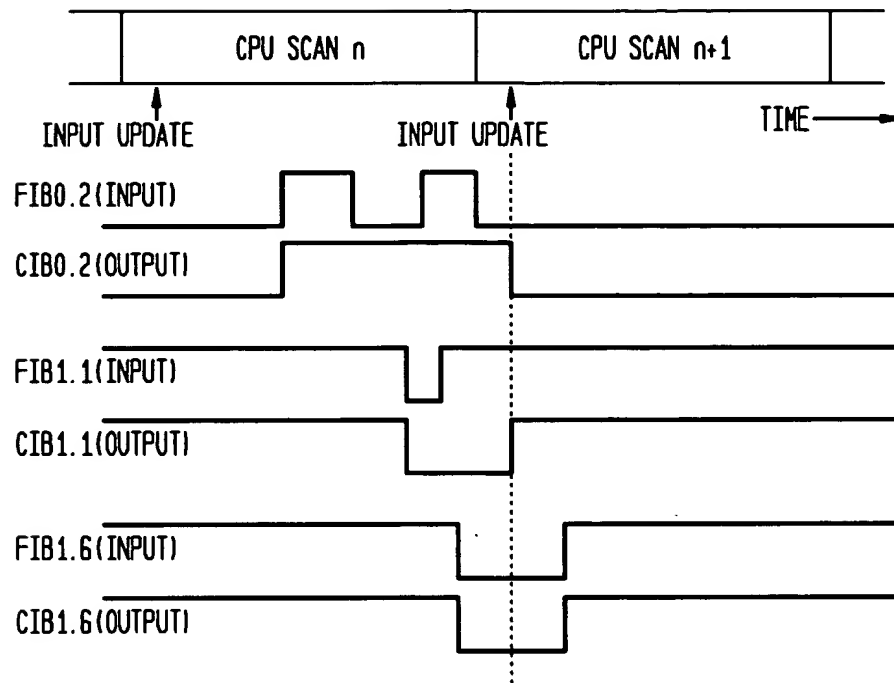 CPU SCAN n
CPU SCAN n+1
INPUT UPDATE
INPUT UPDATE
TIME
FIB0.2(INPUT)
CIB0.2(OUTPUT)
FIB1.1(INPUT)
CIB1.1(OUTPUT)
FIB1.6(INPUT)
CIB1.6(OUTPUT)